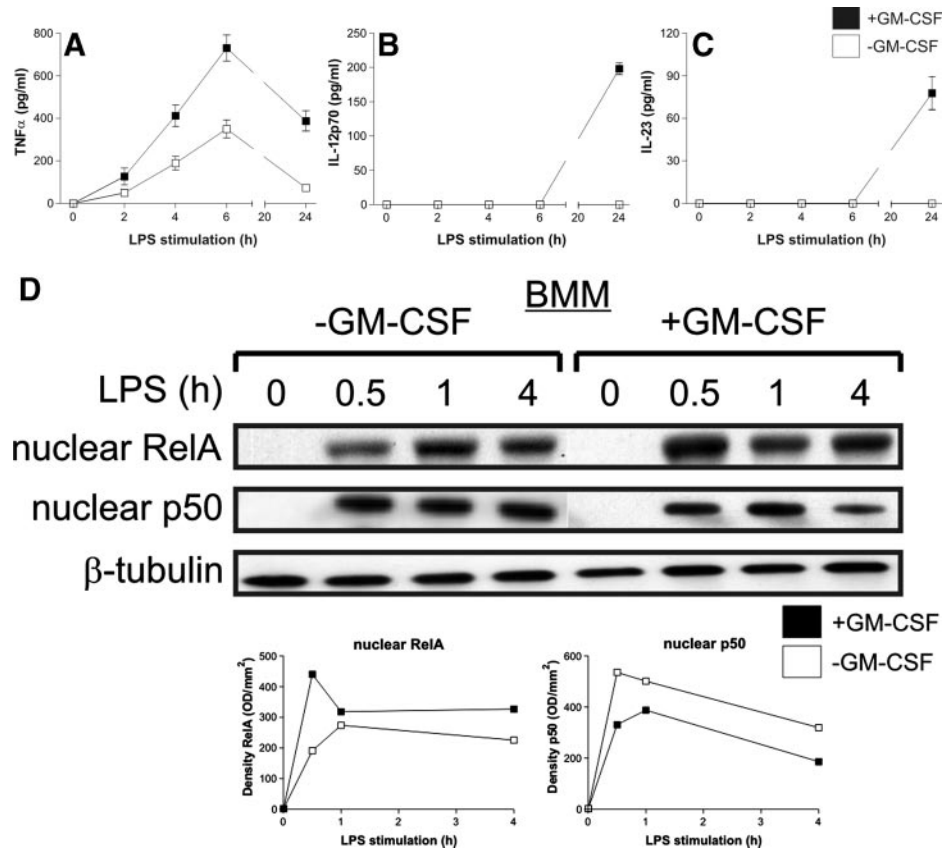 A
B
C
+GM-CSF
-GM-CSF
TNFα (pg/ml)
800
600
400
200
0
0 2 4 6 20 24
LPS stimulation (h)
IL-12p70 (pg/ml)
250
200
150
100
50
0
0 2 4 6 20 24
LPS stimulation (h)
IL-23 (pg/ml)
120
90
60
30
0
0 2 4 6 20 24
LPS stimulation (h)
D
BMM
-GM-CSF +GM-CSF
LPS (h) 0 0.5 1 4 0 0.5 1 4
nuclear RelA
nuclear p50
β-tubulin
+GM-CSF
-GM-CSF
nuclear RelA
Density RelA (OD/mm²)
500
400
300
200
100
0
0 1 2 3 4
LPS stimulation (h)
nuclear p50
Density p50 (OD/mm²)
600
400
200
0
0 1 2 3 4
LPS stimulation (h)